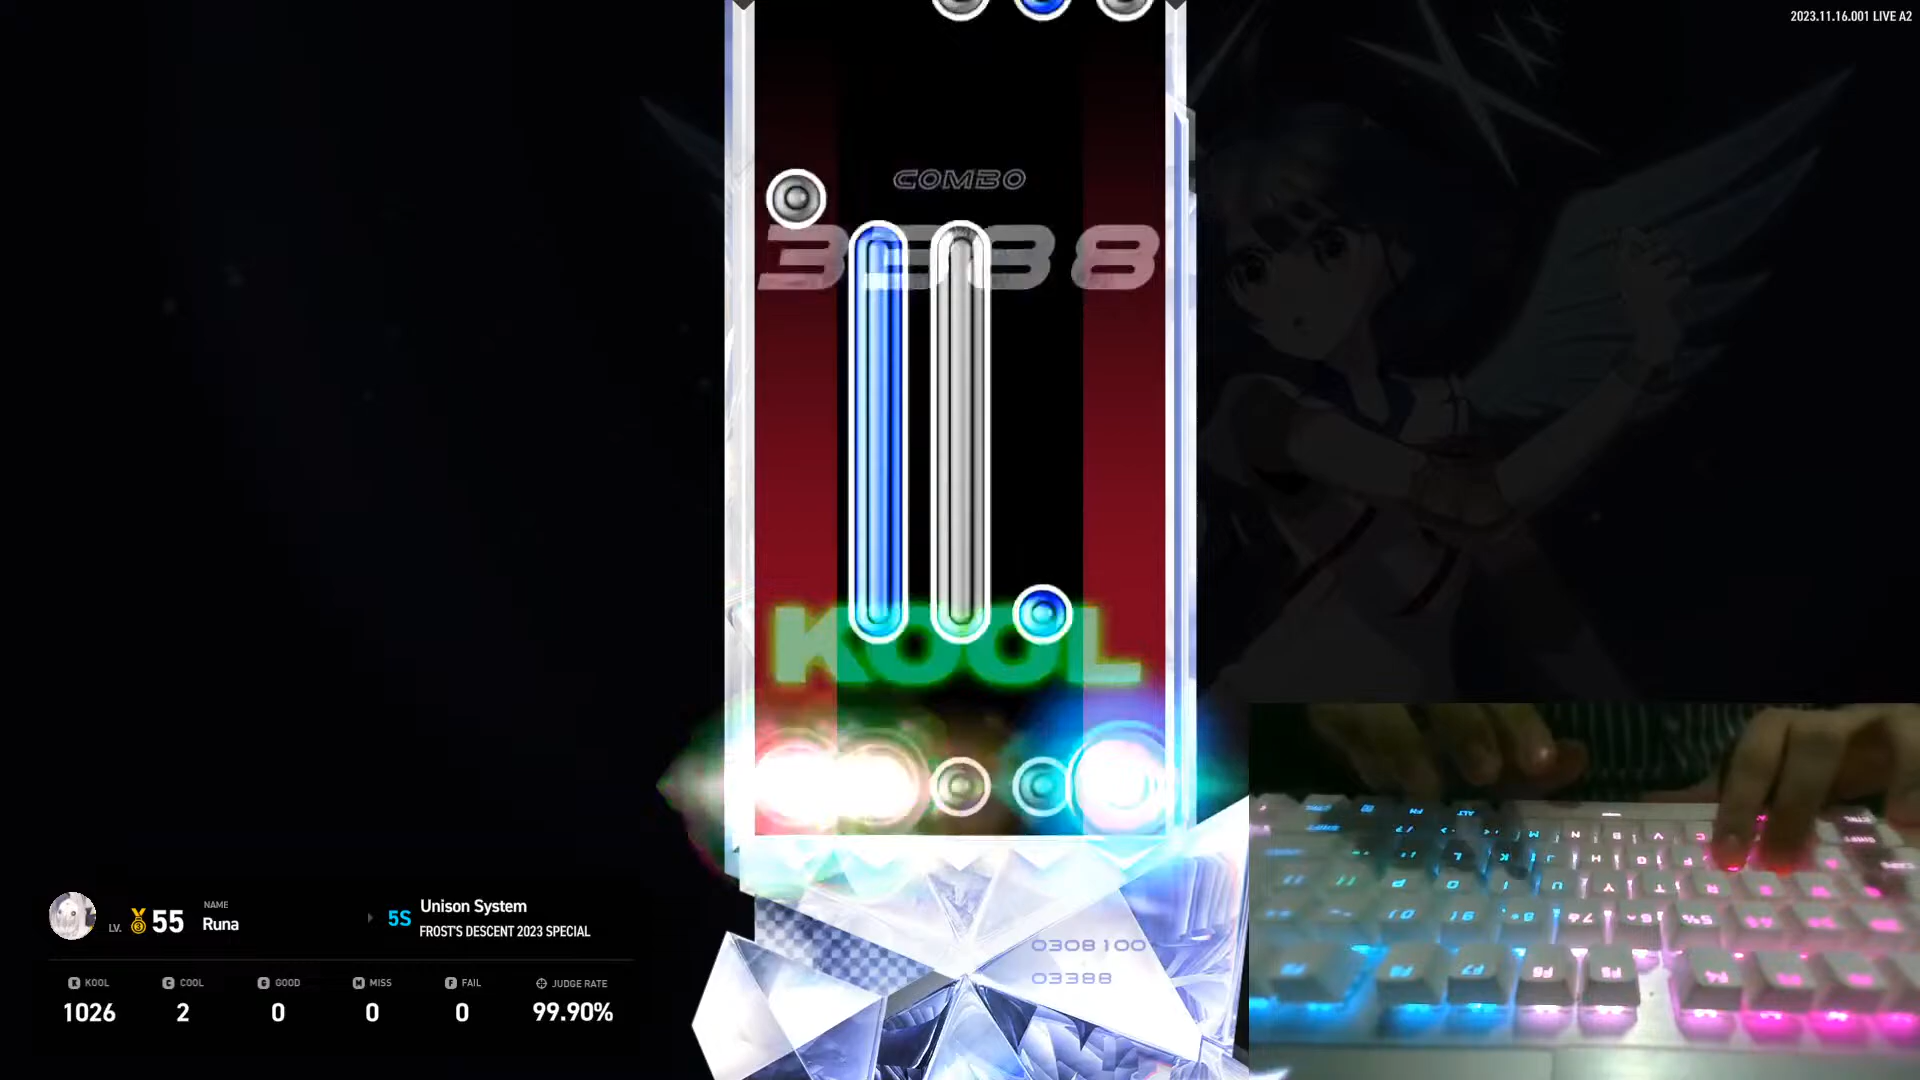 2023.11.16.001 LIVE A2
COMBO
3388
KOOL
LV. 3 55
NAME
Runa
5S
Unison System
FROST'S DESCENT 2023 SPECIAL
K KOOL C COOL G GOOD M MISS F FAIL JUDGE RATE
1026 2 0 0 0 99.90%
0308100
03388